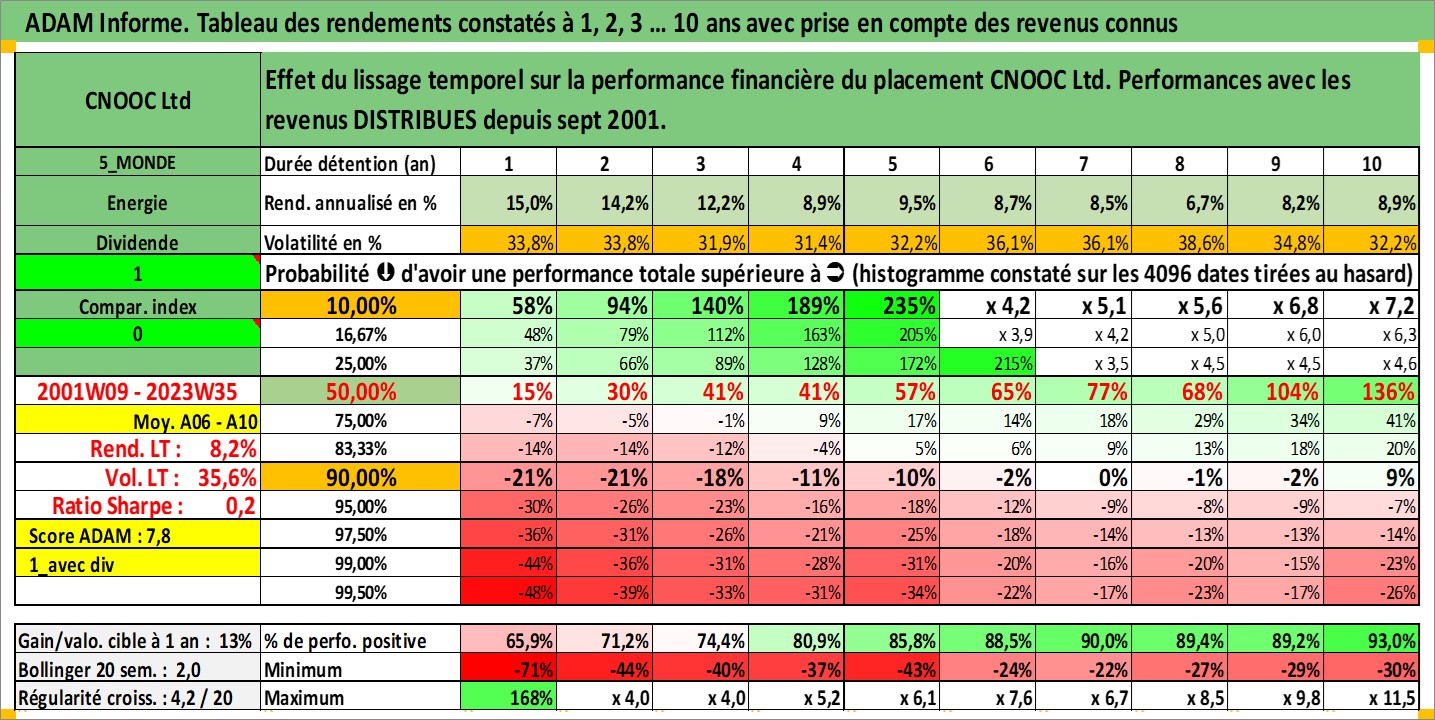 ADAM Informe. Tableau des rendements constatés à 1, 2, 3 ... 10 ans avec prise en compte des revenus connus
CNOOC Ltd
Effet du lissage temporel sur la performance financière du placement CNOOC Ltd. Performances avec les
revenus DISTRIBUES depuis sept 2001.
5_MONDE Durée détention (an) 1 2 3 4 5 6 7 8 9 10
Energie Rend. annualisé en % 15,0% 14,2% 12,2% 8,9% 9,5% 8,7% 8,5% 6,7% 8,2% 8,9%
Dividende Volatilité en % 33,8% 33,8% 31,9% 31,4% 32,2% 36,1% 36,1% 38,6% 34,8% 32,2%
1 Probabilité d'avoir une performance totale supérieure à (histogramme constaté sur les 4096 dates tirées au hasard)
Compar. index 10,00% 58% 94% 140% 189% 235% x 4,2 x 5,1 x 5,6 x 6,8 x 7,2
0 16,67% 48% 79% 112% 163% 205% x 3,9 x 4,2 x 5,0 x 6,0 x 6,3
25,00% 37% 66% 89% 128% 172% 215% x 3,5 x 4,5 x 4,5 x 4,6
2001W09 - 2023W35 50,00% 15% 30% 41% 41% 57% 65% 77% 68% 104% 136%
Moy. A06 - A10 75,00% -7% -5% -1% 9% 17% 14% 18% 29% 34% 41%
Rend. LT : 8,2% 83,33% -14% -14% -12% -4% 5% 6% 9% 13% 18% 20%
Vol. LT : 35,6% 90,00% -21% -21% -18% -11% -10% -2% 0% -1% -2% 9%
Ratio Sharpe : 0,2 95,00% -30% -26% -23% -16% -18% -12% -9% -8% -9% -7%
Score ADAM : 7,8 97,50% -36% -31% -26% -21% -25% -18% -14% -13% -13% -14%
1_avec div 99,00% -44% -36% -31% -28% -31% -20% -16% -20% -15% -23%
99,50% -48% -39% -33% -31% -34% -22% -17% -23% -17% -26%
Gain/valo. cible à 1 an : 13% % de perfo. positive 65,9% 71,2% 74,4% 80,9% 85,8% 88,5% 90,0% 89,4% 89,2% 93,0%
Bollinger 20 sem. : 2,0 Minimum -71% -44% -40% -37% -43% -24% -22% -27% -29% -30%
Régularité croiss. : 4,2 / 20 Maximum 168% x 4,0 x 4,0 x 5,2 x 6,1 x 7,6 x 6,7 x 8,5 x 9,8 x 11,5